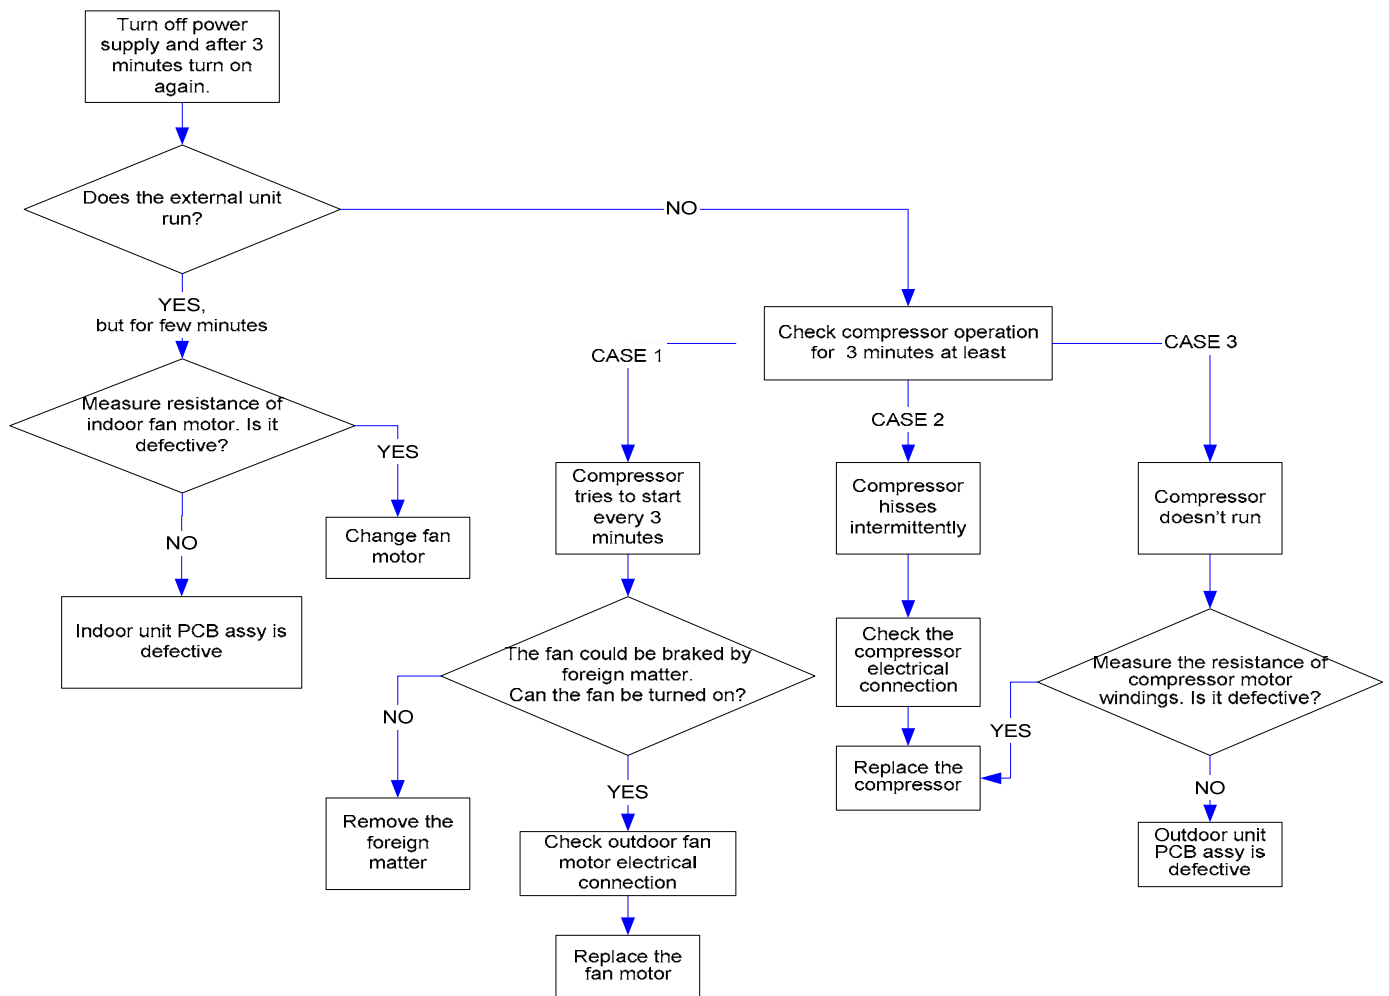 Turn off power
supply and after 3
minutes turn on
again.
Does the external unit
run?
NO
YES,
but for few minutes
Check compressor operation
for 3 minutes at least
CASE 1
CASE 2
CASE 3
Measure resistance of
indoor fan motor. Is it
defective?
YES
NO
Change fan
motor
Indoor unit PCB assy is
defective
Compressor
tries to start
every 3
minutes
Compressor
hisses
intermittently
Compressor
doesn't run
The fan could be braked by
foreign matter.
Can the fan be turned on?
NO
YES
Remove the
foreign
matter
Check outdoor fan
motor electrical
connection
Replace the
fan motor
Check the
compressor
electrical
connection
Replace the
compressor
Measure the resistance of
compressor motor
windings. Is it defective?
YES
NO
Outdoor unit
PCB assy is
defective